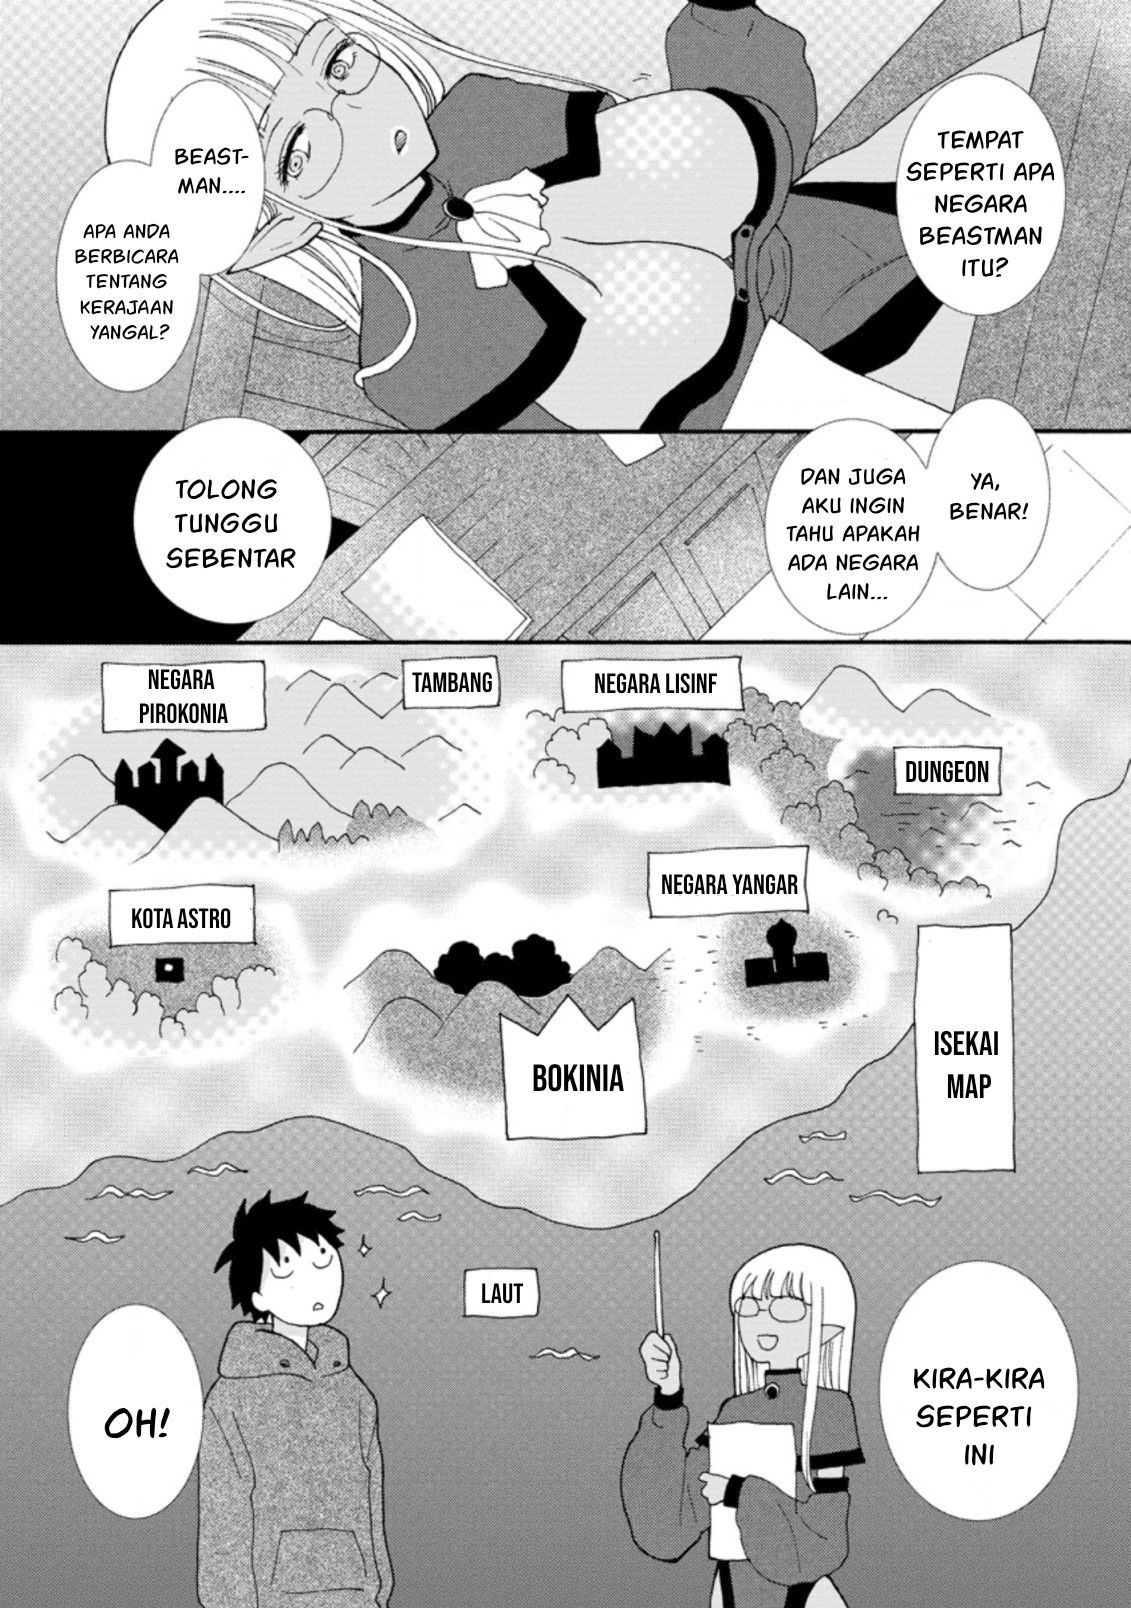 TEMPAT
SEPERTI APA
NEGARA
BEASTMAN
ITU?
BEAST-
MAN....
APA ANDA
BERBICARA
TENTANG
KERAJAAN
YANGAL?
YA,
BENAR!
DAN JUGA
AKU INGIN
TAHU APAKAH
ADA NEGARA
LAIN...
TOLONG
TUNGGU
SEBENTAR
NEGARA
PIROKONIA
TAMBANG
NEGARA LISINF
DUNGEON
NEGARA YANGAR
KOTA ASTRO
BOKINIA
ISEKAI
MAP
LAUT
KIRA-KIRA
SEPERTI
INI
OH!